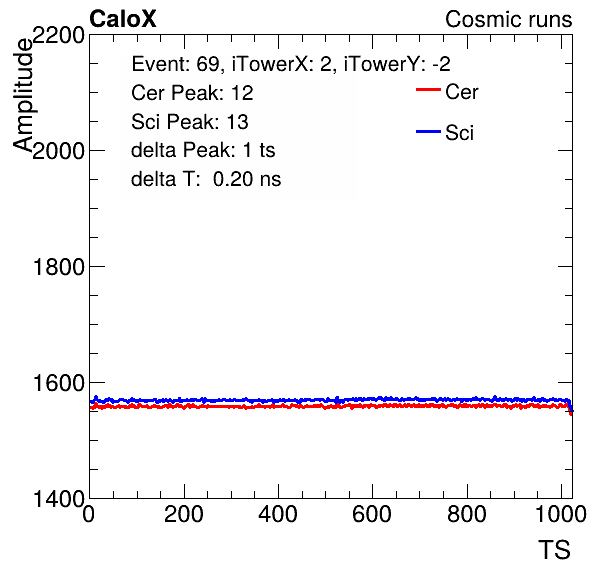 CaloX Cosmic runs
Amplitude
2200
2000
1800
1600
1400
Event: 69, iTowerX: 2, iTowerY: -2
Cer Peak: 12
Sci Peak: 13
delta Peak: 1 ts
delta T:  0.20 ns
Cer
Sci
0 200 400 600 800 1000
TS